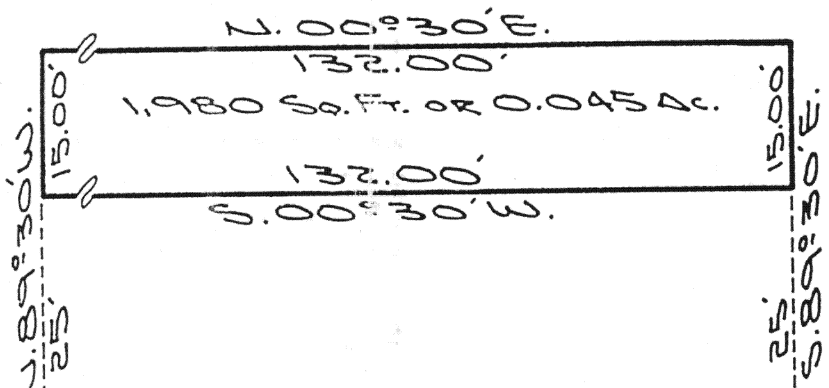 N. 00°30'E.
132.00'
1,980 Sq.Ft. or 0.045 Ac.
132.00'
S. 00°30'W.
15.00'
.89°30'W.
25'
15.00'
S.89°30'E.
25'